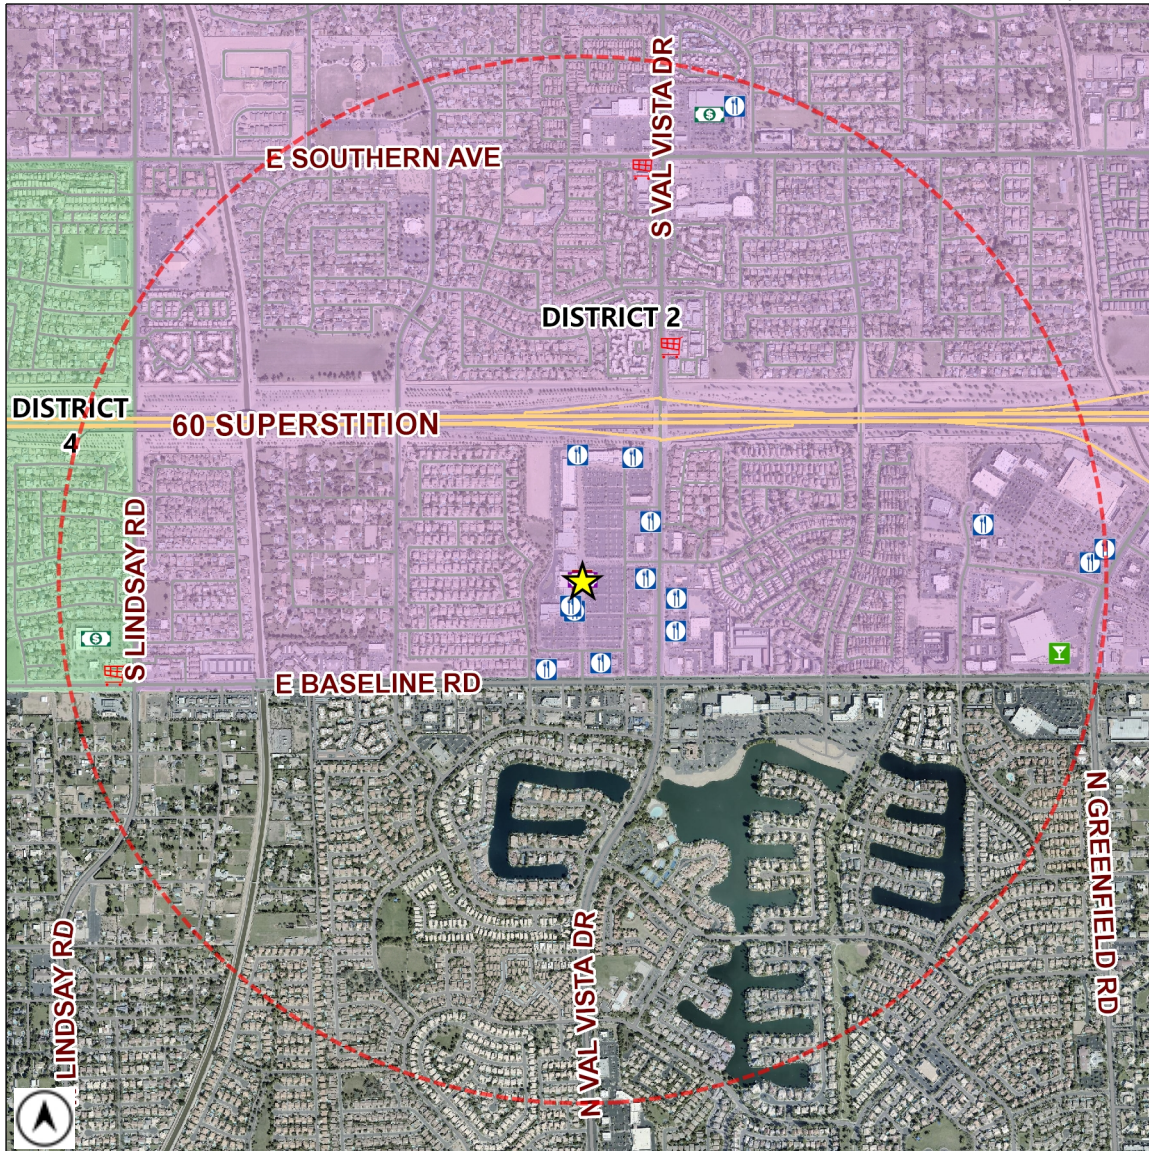 S VAL VISTA DR
E SOUTHERN AVE
$
DISTRICT 2
DISTRICT
4
60 SUPERSTITION
S LINDSAY RD
$
E BASELINE RD
N GREENFIELD RD
N VAL VISTA DR
LINDSAY RD